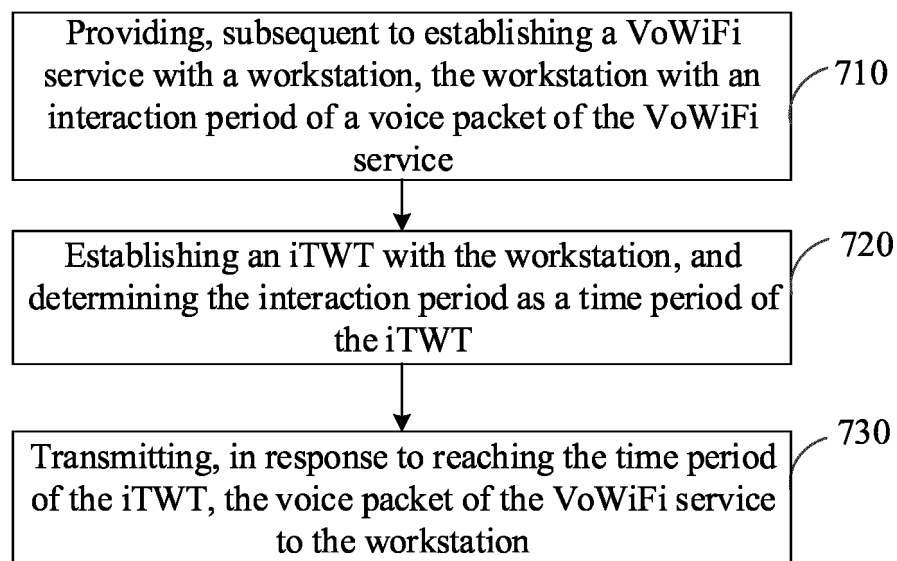 Providing, subsequent to establishing a VoWiFi
service with a workstation, the workstation with an
interaction period of a voice packet of the VoWiFi
service
710
Establishing an iTWT with the workstation, and
determining the interaction period as a time period of
the iTWT
720
Transmitting, in response to reaching the time period
of the iTWT, the voice packet of the VoWiFi service
to the workstation
730